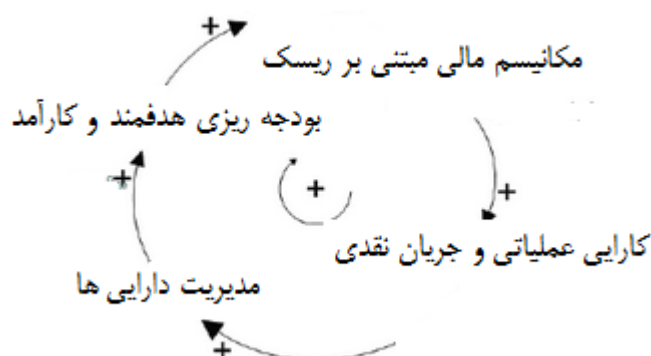 +
مکانیسم مالی مبتنی بر ریسک
بودجه ریزی هدفمند و کارآمد
+
+
+
کارایی عملیاتی و جریان نقدی
مدیریت دارایی ها
+